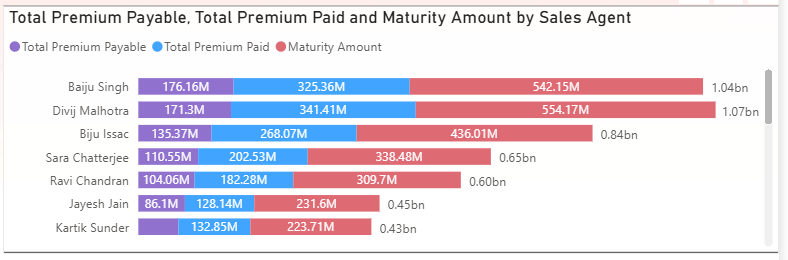 Total Premium Payable, Total Premium Paid and Maturity Amount by Sales Agent
Total Premium Payable Total Premium Paid Maturity Amount
Baiju Singh 176.16M 325.36M 542.15M 1.04bn
Divij Malhotra 171.3M 341.41M 554.17M 1.07bn
Biju Issac 135.37M 268.07M 436.01M 0.84bn
Sara Chatterjee 110.55M 202.53M 338.48M 0.65bn
Ravi Chandran 104.06M 182.28M 309.7M 0.60bn
Jayesh Jain 86.1M 128.14M 231.6M 0.45bn
Kartik Sunder 132.85M 223.71M 0.43bn